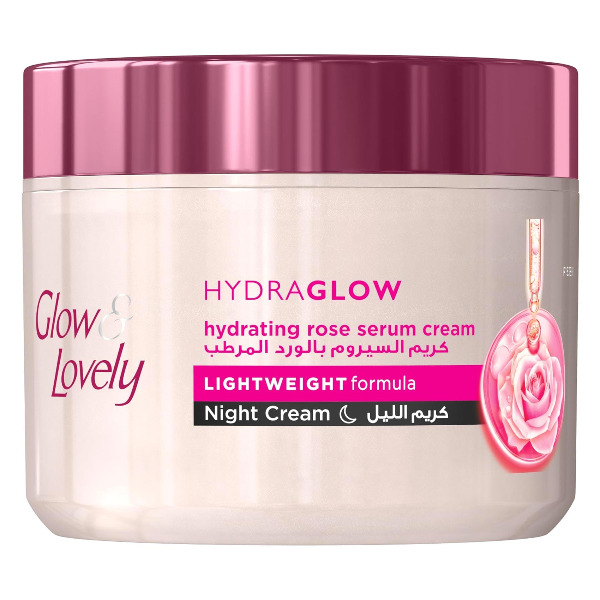 Glow &
Lovely
HYDRAGLOW
hydrating rose serum cream
كريم السيروم بالورد المرطب
LIGHTWEIGHT formula
Night Cream كريم الليل